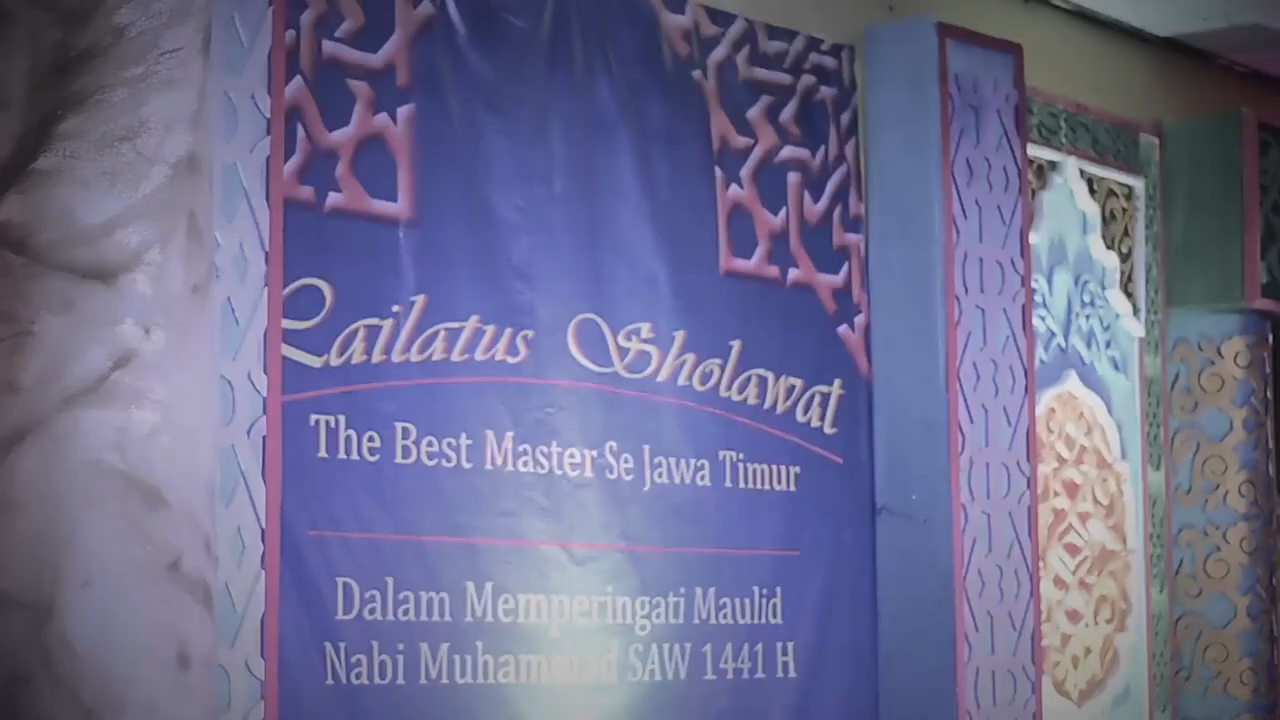 Lailatus Sholawat
The Best Master Se Jawa Timur
Dalam Memperingati Maulid
Nabi Muhammad SAW 1441 H